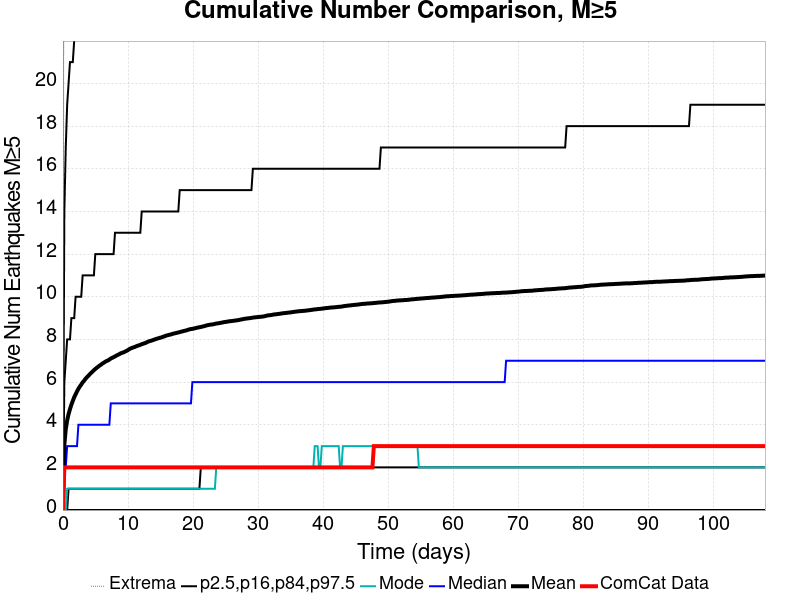 Cumulative Number Comparison, M≥5
Cumulative Num Earthquakes M≥5
20
18
16
14
12
10
8
6
4
2
0
0 10 20 30 40 50 60 70 80 90 100
Time (days)
Extrema p2.5,p16,p84,p97.5 Mode Median Mean ComCat Data